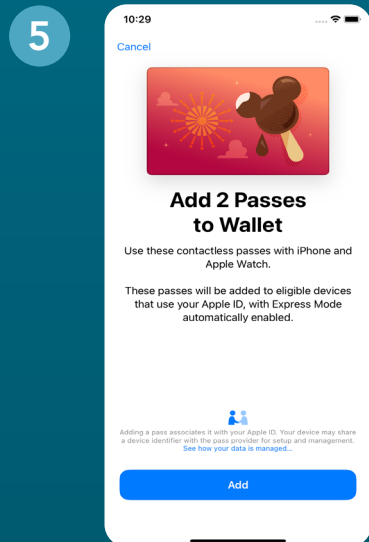 5
10:29
Cancel
Add 2 Passes
to Wallet
Use these contactless passes with iPhone and
Apple Watch.
These passes will be added to eligible devices
that use your Apple ID, with Express Mode
automatically enabled.
Adding a pass associates it with your Apple ID. Your device may share
a device identifier with the pass provider for setup and management.
See how your data is managed...
Add